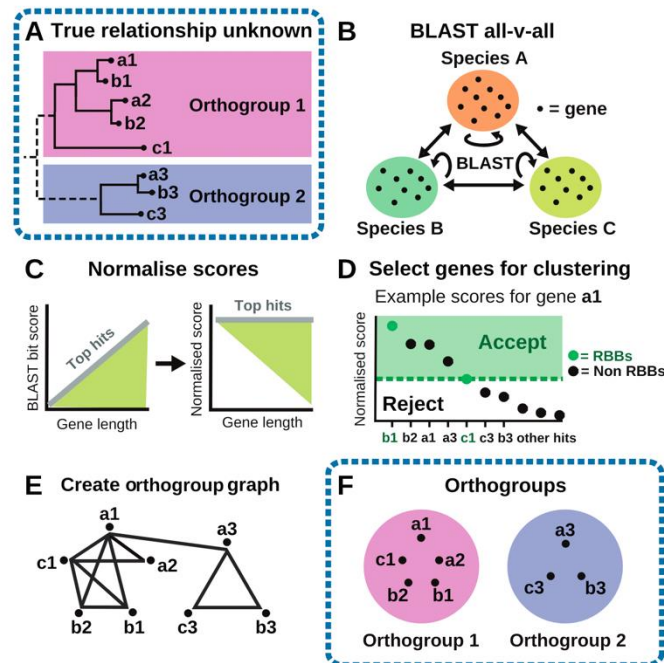 A True relationship unknown
a1
b1
a2
b2
c1
Orthogroup 1
a3
b3
c3
Orthogroup 2
B BLAST all-v-all
Species A
• = gene
BLAST
Species B
Species C
C Normalise scores
BLAST bit score
Top hits
Gene length
Normalised score
Top hits
Gene length
D Select genes for clustering
Example scores for gene a1
Normalised score
Accept
Reject
= RBBs
= Non RBBs
b1 b2 a1 a3 c1 c3 b3 other hits
E Create orthogroup graph
a1
c1
a2
b2
b1
a3
c3
b3
F Orthogroups
a1
c1
a2
b2
b1
Orthogroup 1
a3
c3
b3
Orthogroup 2